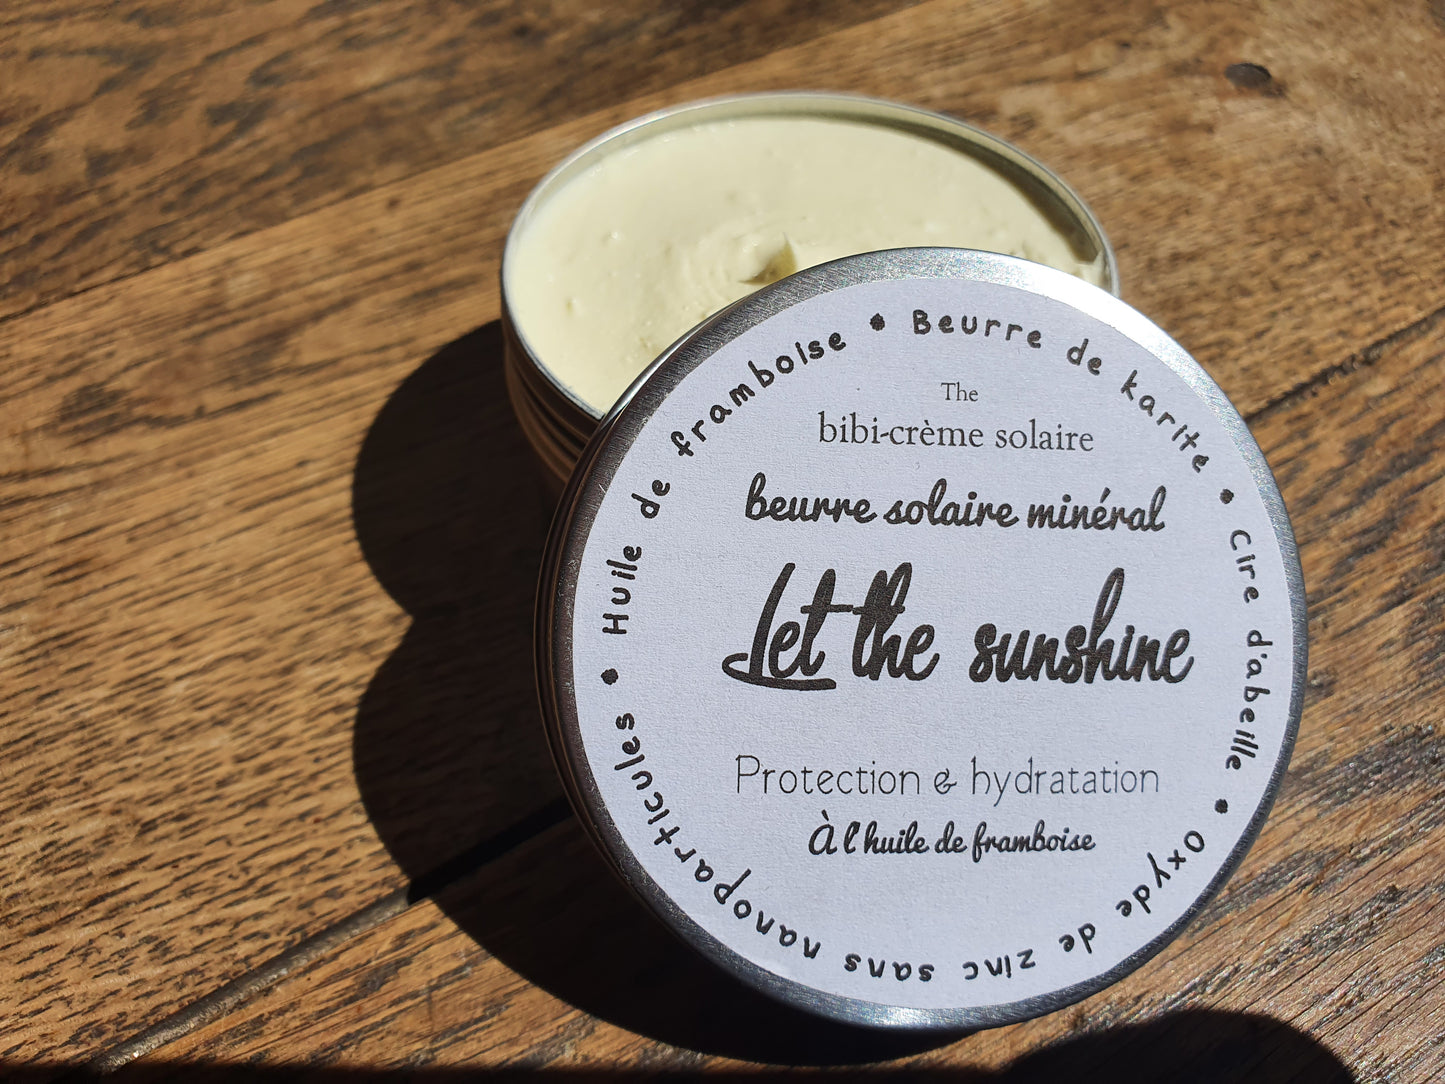 The
bibi-crème solaire
beurre solaire minéral
Let the sunshine
Protection & hydratation
À l'huile de framboise
Huile de framboise • Beurre de karite • Cire d'abeille • Oxyde de zinc sans nanoparticules •